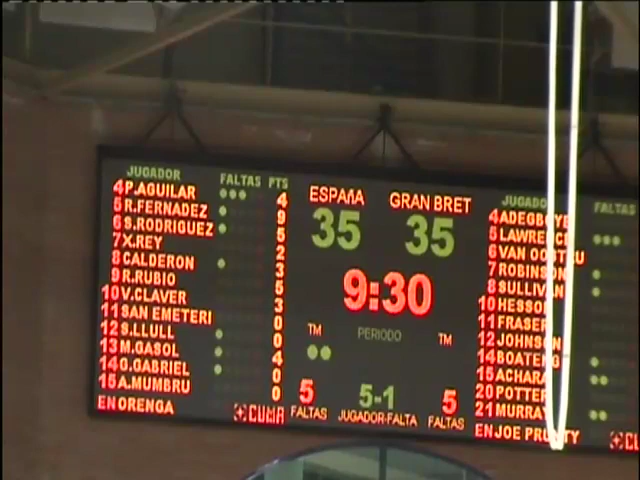 JUGADOR FALTAS PTS
4 P.AGUILAR 4
5 R.FERNADEZ 9
6 S.RODRIGUEZ 5
7 X.REY 2
8 CALDERON 3
9 R.RUBIO 5
10 V.CLAVER 3
11 SAN EMETERI 0
12 S.LLULL 0
13 M.GASOL 4
14 G.GABRIEL 0
15 A.MUMBRU 0
EN ORENGA
CUMA
ESPAÑA GRAN BRET
35 35
9:30
TM PERIODO TM
5 5-1 5
FALTAS JUGADOR-FALTA FALTAS
JUGADOR FALTAS
4 ADEGBOYE
5 LAWRENCE
6 VAN OOSTRU
7 ROBINSON
8 SULLIVAN
10 HESSO
11 FRASER
12 JOHNSON
14 BOATENG
15 ACHARA
20 POTTER
21 MURRAY
EN JOE PRUNTY